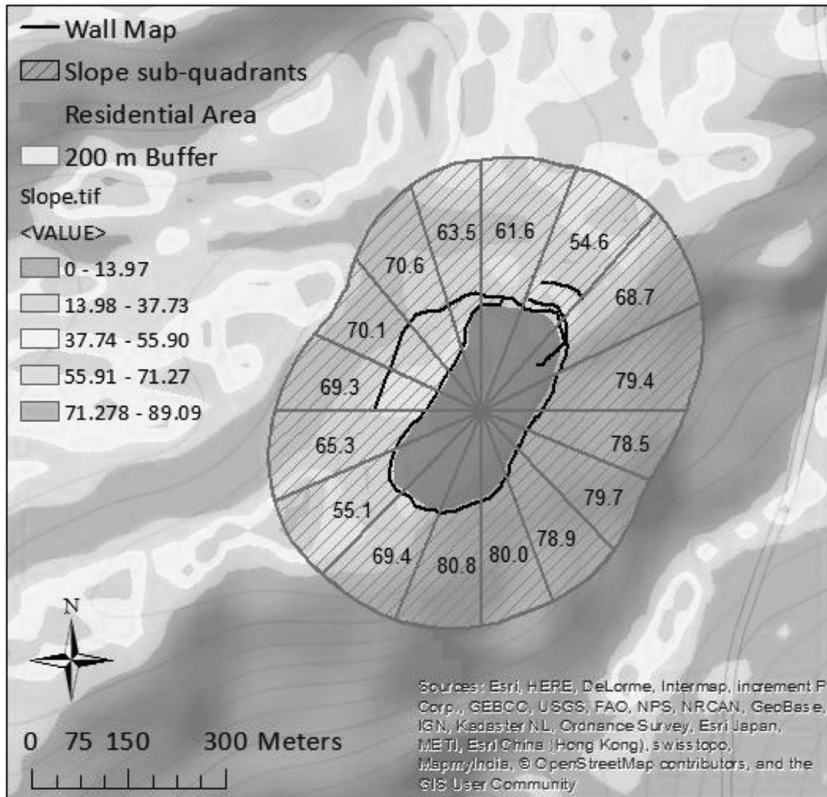 Wall Map
Slope sub-quadrants
Residential Area
200 m Buffer
Slope.tif
<VALUE>
0 - 13.97
13.98 - 37.73
37.74 - 55.90
55.91 - 71.27
71.278 - 89.09
63.5
61.6
54.6
70.6
68.7
70.1
69.3
79.4
65.3
78.5
79.7
55.1
78.9
69.4
80.8
80.0
N
0 75 150 300 Meters
Sources: Esri, HERE, DeLorme, Intermap, increment P
Corp., GEBCO, USGS, FAO, NPS, NRCAN, GeoBase,
IGN, Kadaster NL, Ordnance Survey, Esri Japan,
METI, Esri China (Hong Kong), swisstopo,
MapmyIndia, © OpenStreetMap contributors, and the
GIS User Community